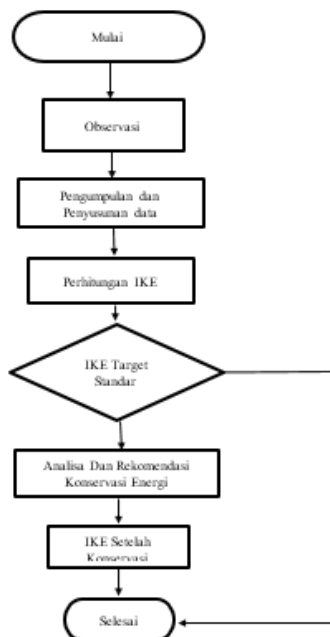 Mulai
Observasi
Pengumpulan dan
Penyusunan data
Perhitungan IKE
IKE Target
Standar
Analisa Dan Rekomendasi
Konservasi Energi
IKE Setelah
Konservasi
Selesai